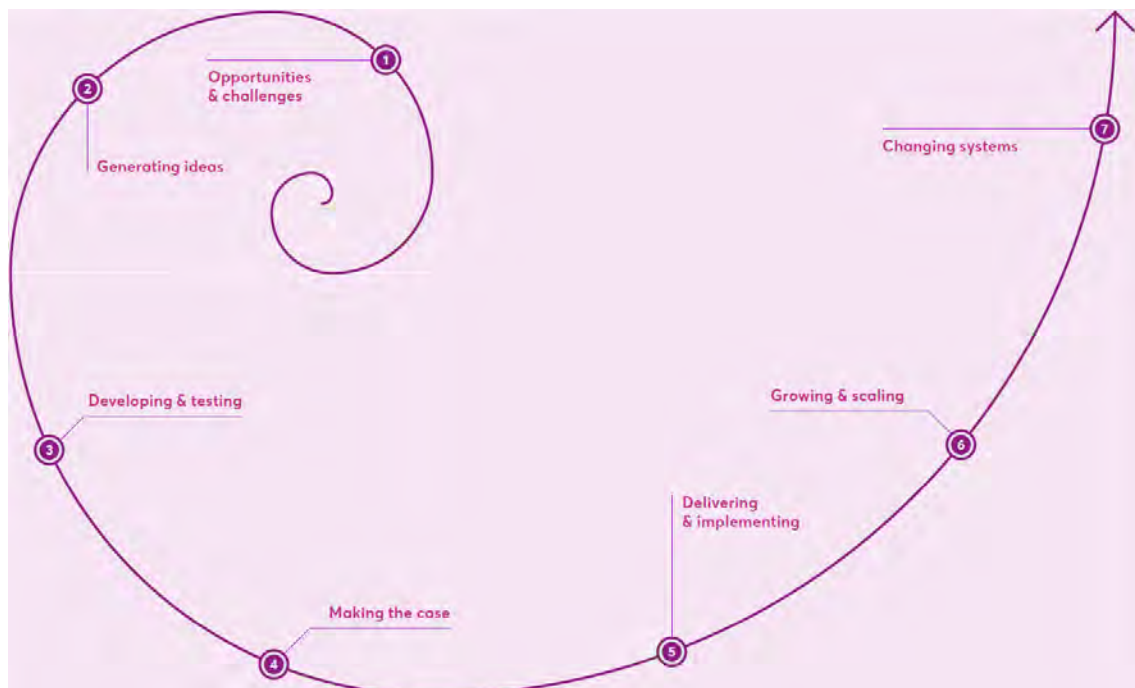 1
Opportunities
& challenges
2
Generating ideas
3
Developing & testing
4
Making the case
5
Delivering
& implementing
6
Growing & scaling
7
Changing systems